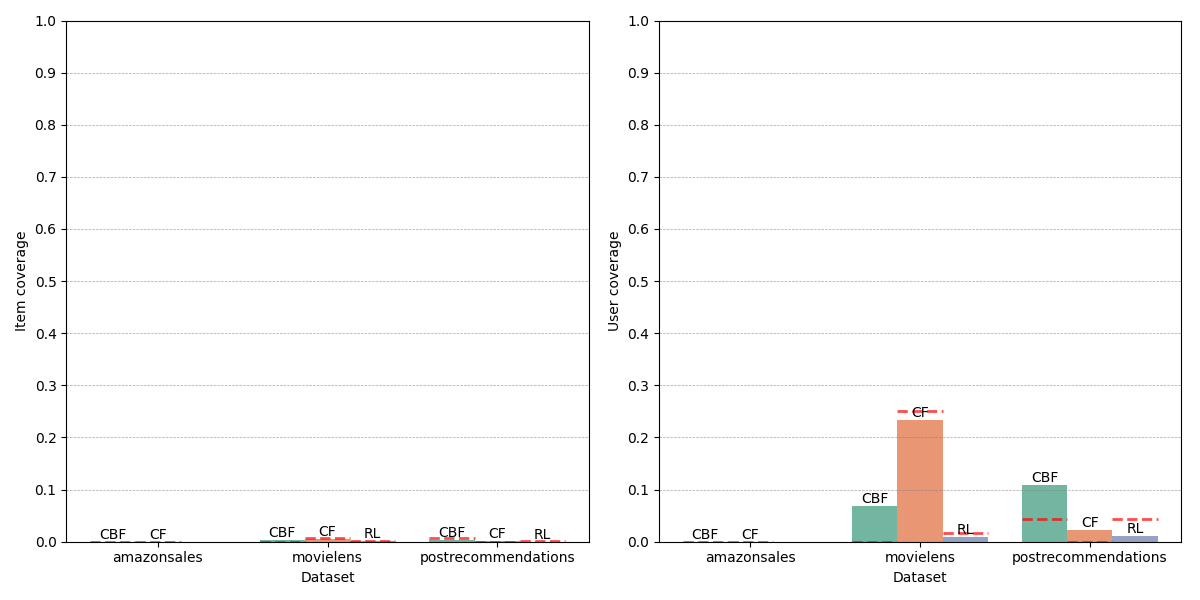 Item coverage
1.0
0.9
0.8
0.7
0.6
0.5
0.4
0.3
0.2
0.1
0.0
CBF CF
CBF CF RL
CBF CF RL
amazonsales movielens postrecommendations
Dataset
User coverage
1.0
0.9
0.8
0.7
0.6
0.5
0.4
0.3
0.2
0.1
0.0
CBF CF
CBF CF RL
CBF CF RL
amazonsales movielens postrecommendations
Dataset